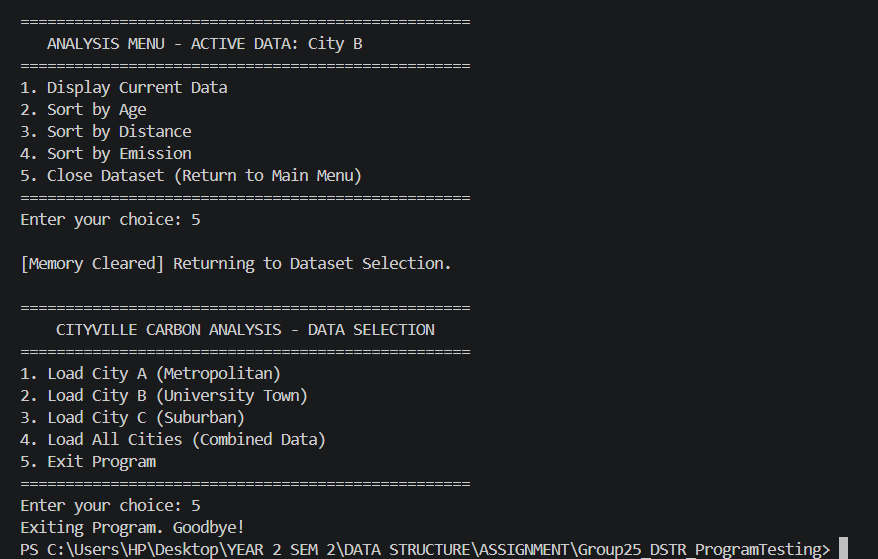 ==================================================
ANALYSIS MENU - ACTIVE DATA: City B
==================================================
1. Display Current Data
2. Sort by Age
3. Sort by Distance
4. Sort by Emission
5. Close Dataset (Return to Main Menu)
==================================================
Enter your choice: 5
[Memory Cleared] Returning to Dataset Selection.
==================================================
CITYVILLE CARBON ANALYSIS - DATA SELECTION
==================================================
1. Load City A (Metropolitan)
2. Load City B (University Town)
3. Load City C (Suburban)
4. Load All Cities (Combined Data)
5. Exit Program
==================================================
Enter your choice: 5
Exiting Program. Goodbye!
PS C:\Users\HP\Desktop\YEAR 2 SEM 2\DATA STRUCTURE\ASSIGNMENT\Group25_DSTR_ProgramTesting>